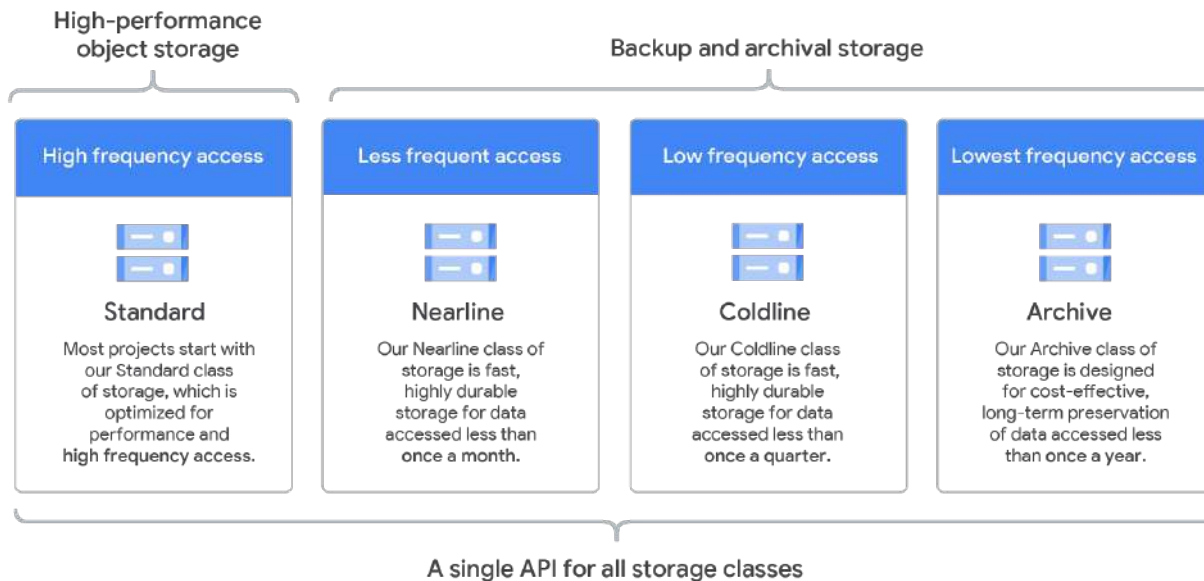 High-performance
object storage
Backup and archival storage
High frequency access
Standard
Most projects start with
our Standard class
of storage, which is
optimized for
performance and
high frequency access.
Less frequent access
Nearline
Our Nearline class of
storage is fast,
highly durable
storage for data
accessed less than
once a month.
Low frequency access
Coldline
Our Coldline class
of storage is fast,
highly durable
storage for data
accessed less than
once a quarter.
Lowest frequency access
Archive
Our Archive class of
storage is designed
for cost-effective,
long-term preservation
of data accessed less
than once a year.
A single API for all storage classes